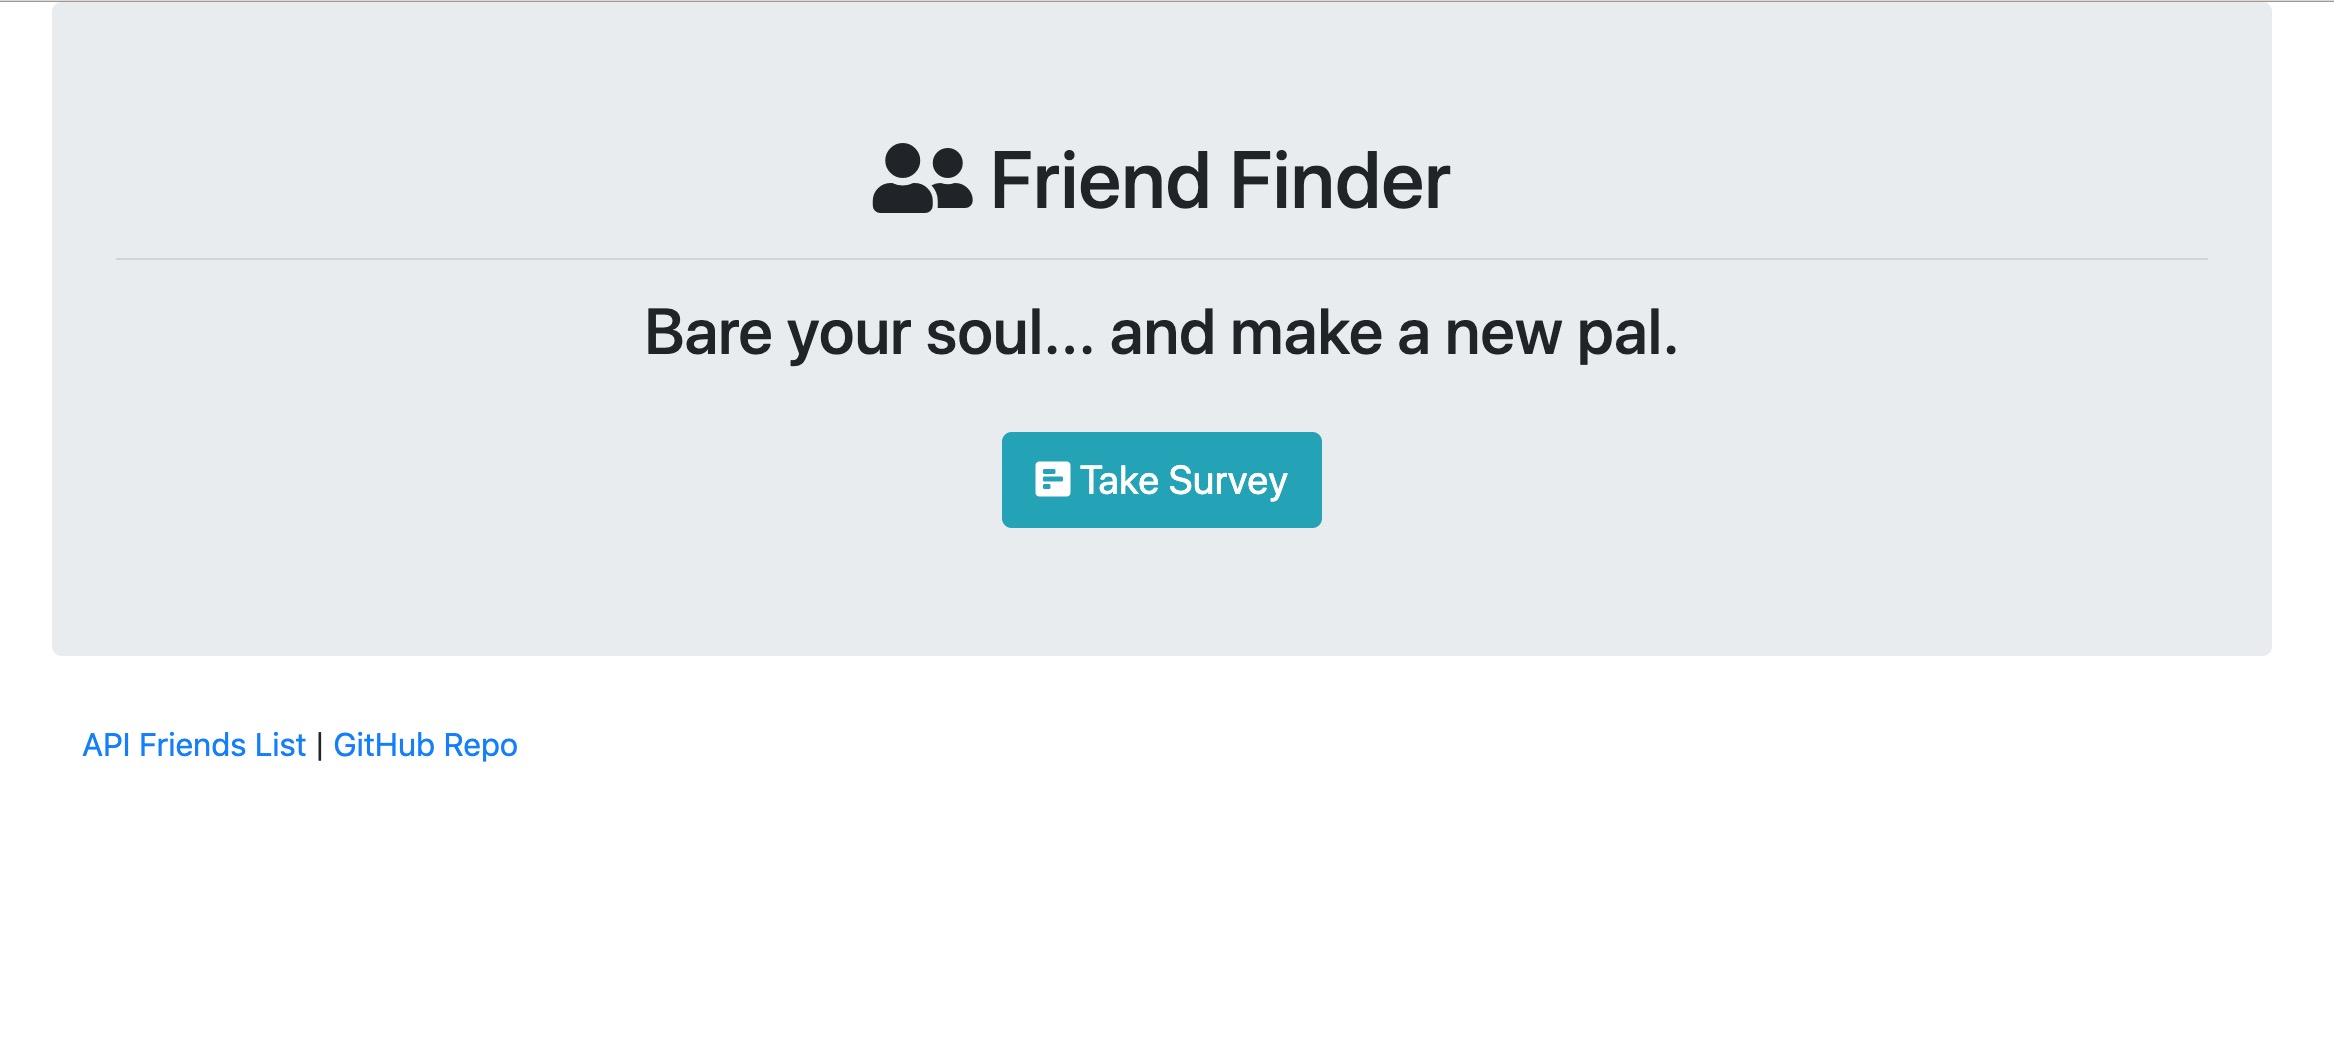 Friend Finder
Bare your soul... and make a new pal.
Take Survey
API Friends List | GitHub Repo